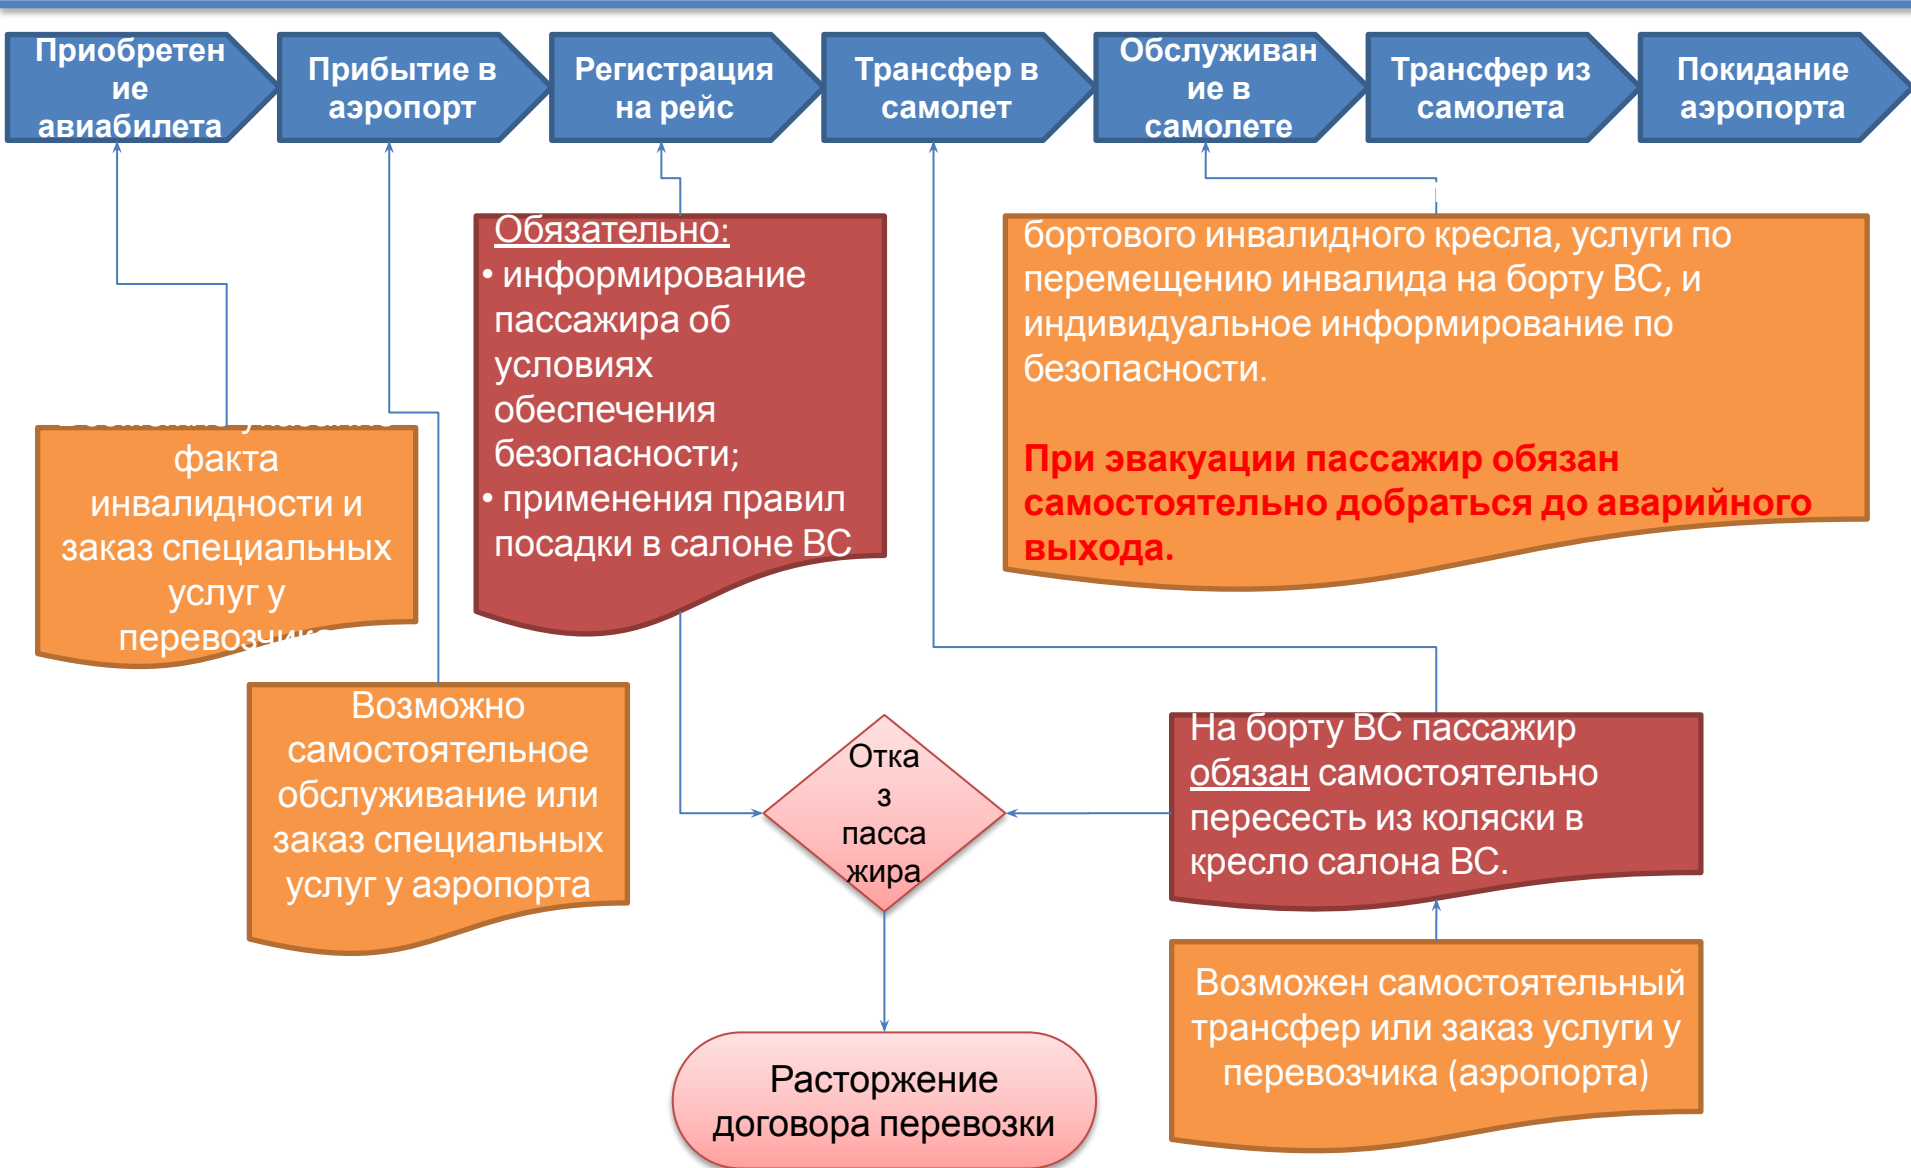 Приобретен
ие
авиабилета
Прибытие в
аэропорт
Регистрация
на рейс
Трансфер в
самолет
Обслуживан
ие в
самолете
Трансфер из
самолета
Покидание
аэропорта
Обязательно:
• информирование
пассажира об
условиях
обеспечения
безопасности;
• применения правил
посадки в салоне ВС
бортового инвалидного кресла, услуги по
перемещению инвалида на борту ВС, и
индивидуальное информирование по
безопасности.
При эвакуации пассажир обязан
самостоятельно добраться до аварийного
выхода.
указание
факта
инвалидности и
заказ специальных
услуг у
перевозчика
Возможно
самостоятельное
обслуживание или
заказ специальных
услуг у аэропорта
Отка
з
пасса
жира
На борту ВС пассажир
обязан самостоятельно
пересесть из коляски в
кресло салона ВС.
Возможен самостоятельный
трансфер или заказ услуги у
перевозчика (аэропорта)
Расторжение
договора перевозки